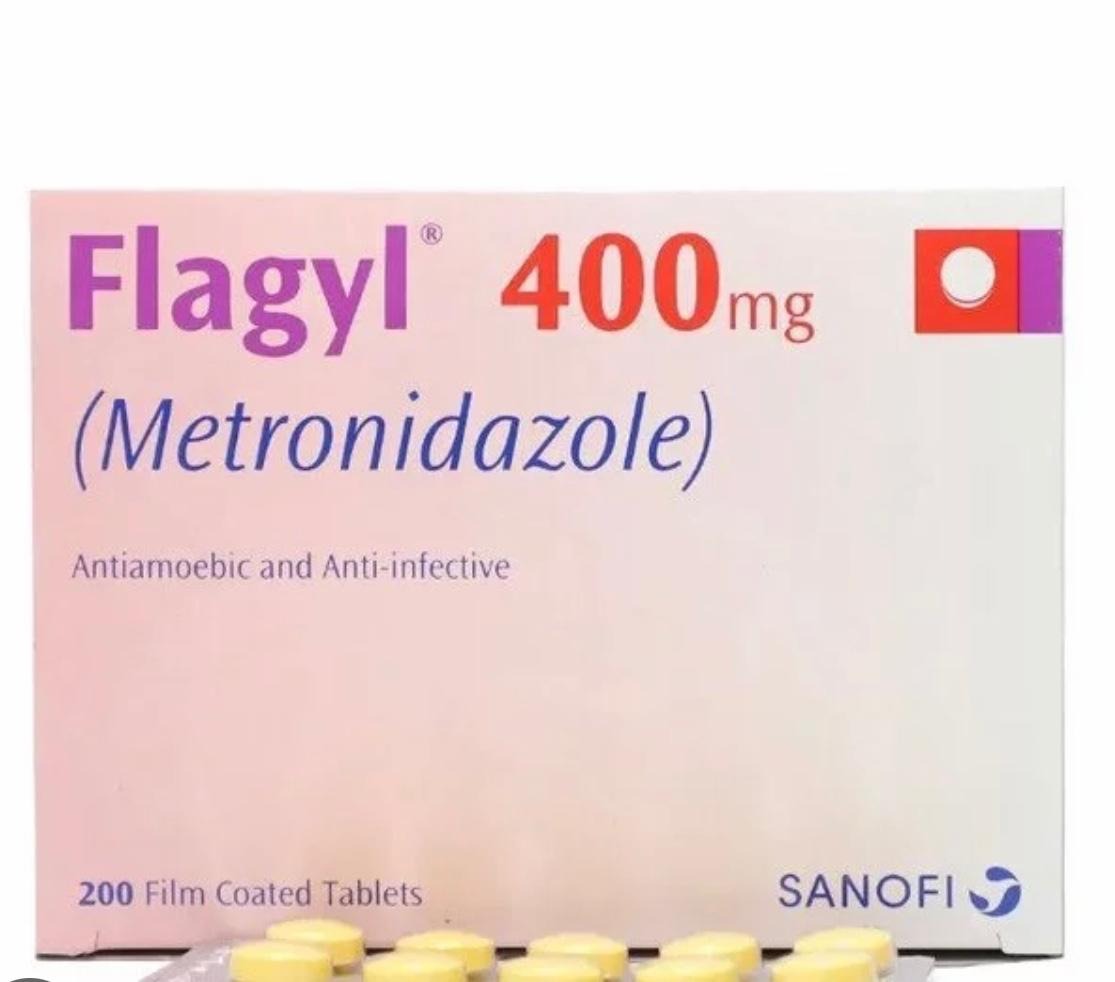 Flagyl® 400mg
(Metronidazole)
Antiamoebic and Anti-infective
200 Film Coated Tablets
SANOFI